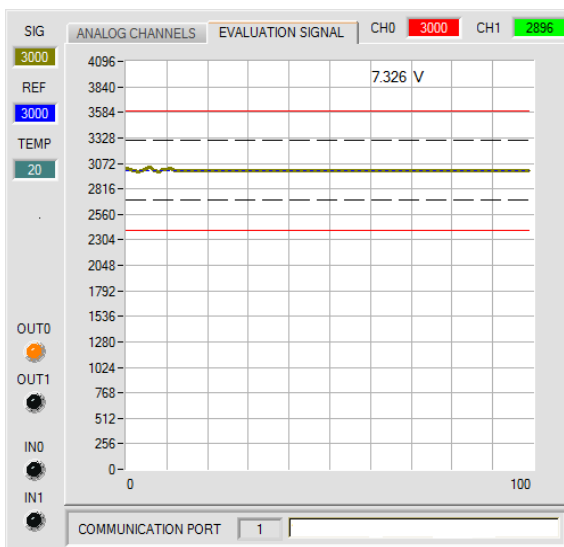 SIG
3000
REF
3000
TEMP
20
.
OUT0
OUT1
IN0
IN1
ANALOG CHANNELS
EVALUATION SIGNAL
CH0 3000
CH1 2896
7.326 V
4096
3840
3584
3328
3072
2816
2560
2304
2048
1792
1536
1280
1024
768
512
256
0
0 100
COMMUNICATION PORT 1